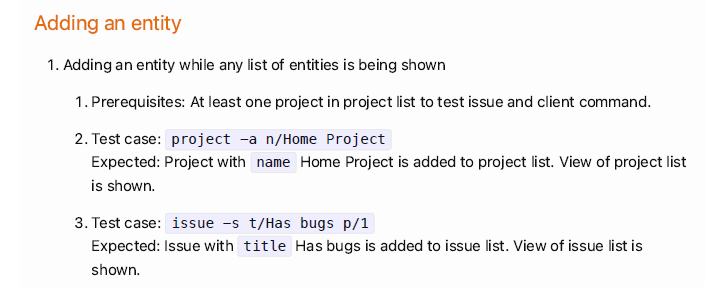 Adding an entity
1. Adding an entity while any list of entities is being shown
1. Prerequisites: At least one project in project list to test issue and client command.
2. Test case: project -a n/Home Project
Expected: Project with name Home Project is added to project list. View of project list
is shown.
3. Test case: issue -s t/Has bugs p/1
Expected: Issue with title Has bugs is added to issue list. View of issue list is
shown.